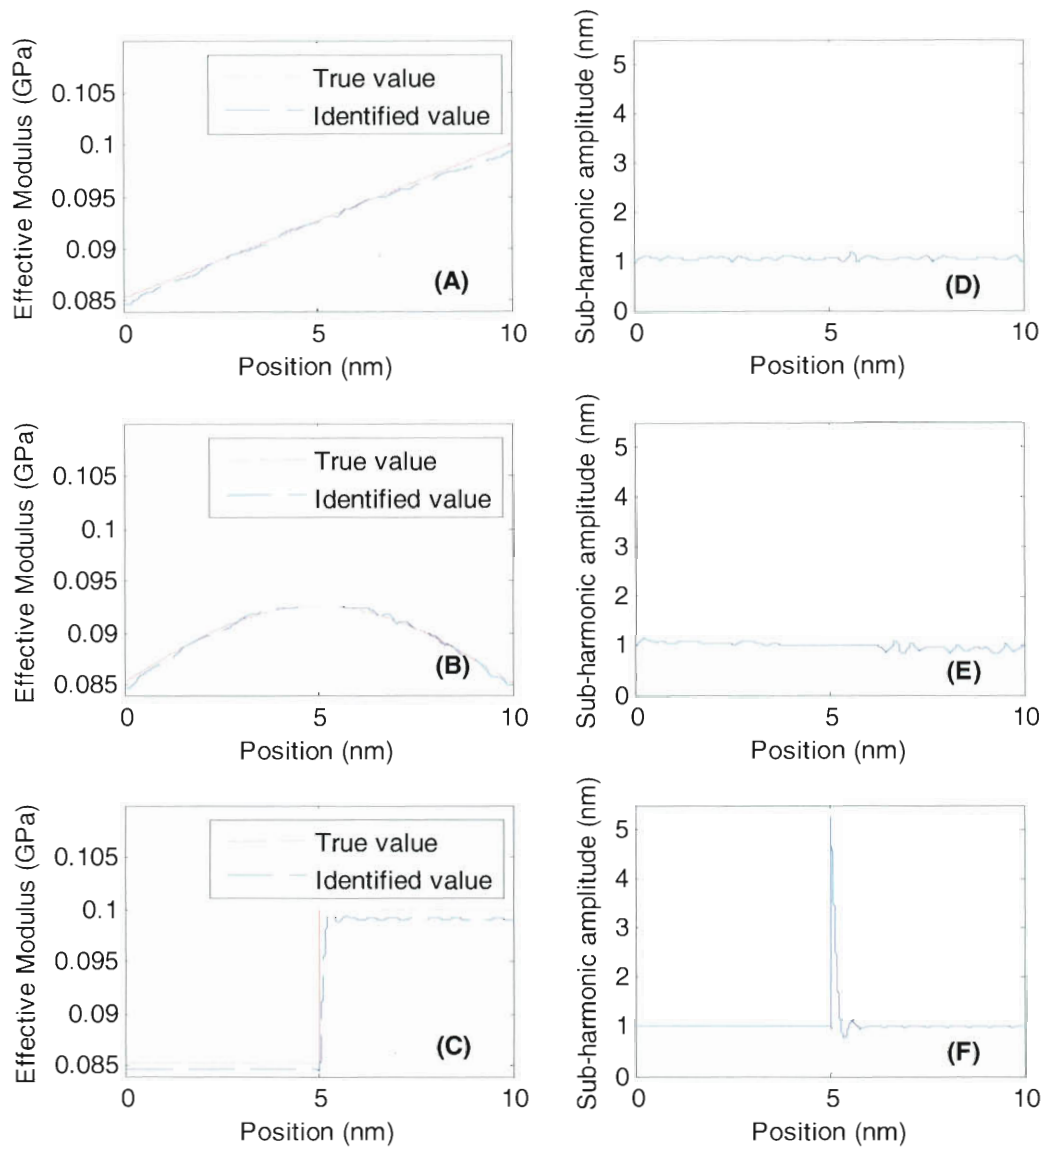 Effective Modulus (GPa)
0.105
0.1
0.095
0.09
0.085
True value
Identified value
(A)
0
5
10
Position (nm)
Sub-harmonic amplitude (nm)
5
4
3
2
1
0
(D)
0
5
10
Position (nm)
Effective Modulus (GPa)
0.105
0.1
0.095
0.09
0.085
True value
Identified value
(B)
0
5
10
Position (nm)
Sub-harmonic amplitude (nm)
5
4
3
2
1
0
(E)
0
5
10
Position (nm)
Effective Modulus (GPa)
0.105
0.1
0.095
0.09
0.085
True value
Identified value
(C)
0
5
10
Position (nm)
Sub-harmonic amplitude (nm)
5
4
3
2
1
0
(F)
0
5
10
Position (nm)